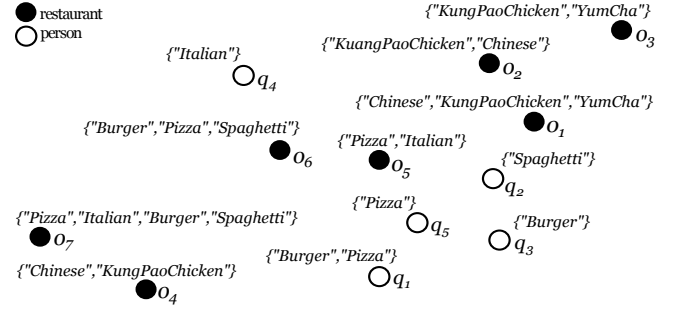 restaurant
person
{"KungPaoChicken","YumCha"}
o3
{"KuangPaoChicken","Chinese"}
o2
{"Italian"}
q4
{"Chinese","KungPaoChicken","YumCha"}
o1
{"Burger","Pizza","Spaghetti"}
o6
{"Pizza","Italian"}
o5
{"Spaghetti"}
q2
{"Pizza"}
q5
{"Burger"}
q3
{"Pizza","Italian","Burger","Spaghetti"}
o7
{"Burger","Pizza"}
q1
{"Chinese","KungPaoChicken"}
o4